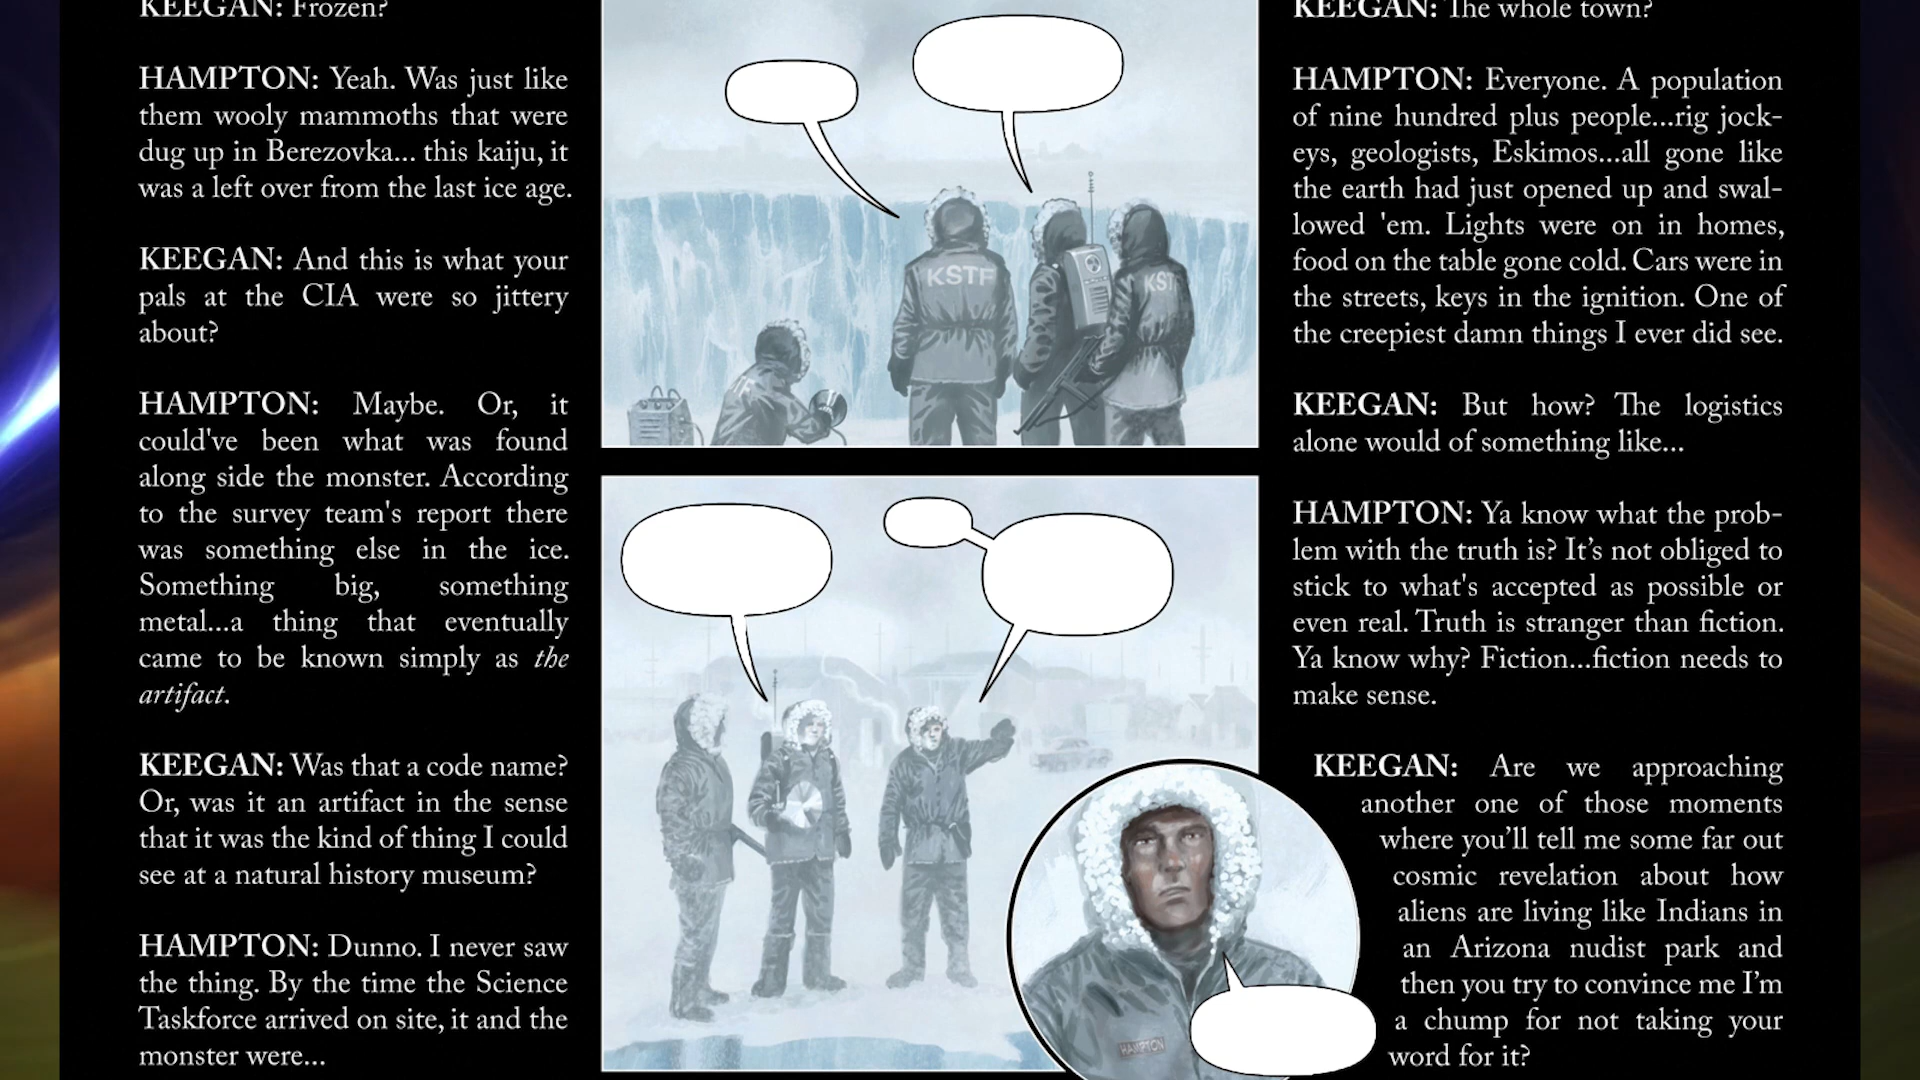 KEEGAN: Frozen?
HAMPTON: Yeah. Was just like
them wooly mammoths that were
dug up in Berezovka... this kaiju, it
was a left over from the last ice age.
KEEGAN: And this is what your
pals at the CIA were so jittery
about?
HAMPTON: Maybe. Or, it
could've been what was found
along side the monster. According
to the survey team's report there
was something else in the ice.
Something big, something
metal...a thing that eventually
came to be known simply as the
artifact.
KEEGAN: Was that a code name?
Or, was it an artifact in the sense
that it was the kind of thing I could
see at a natural history museum?
HAMPTON: Dunno. I never saw
the thing. By the time the Science
Taskforce arrived on site, it and the
monster were...
KSTF
KST
HAMPTON
KEEGAN: The whole town?
HAMPTON: Everyone. A population
of nine hundred plus people...rig jock-
eys, geologists, Eskimos...all gone like
the earth had just opened up and swal-
lowed 'em. Lights were on in homes,
food on the table gone cold. Cars were in
the streets, keys in the ignition. One of
the creepiest damn things I ever did see.
KEEGAN: But how? The logistics
alone would of something like...
HAMPTON: Ya know what the prob-
lem with the truth is? It’s not obliged to
stick to what's accepted as possible or
even real. Truth is stranger than fiction.
Ya know why? Fiction...fiction needs to
make sense.
KEEGAN: Are we approaching
another one of those moments
where you’ll tell me some far out
cosmic revelation about how
aliens are living like Indians in
an Arizona nudist park and
then you try to convince me I’m
a chump for not taking your
word for it?